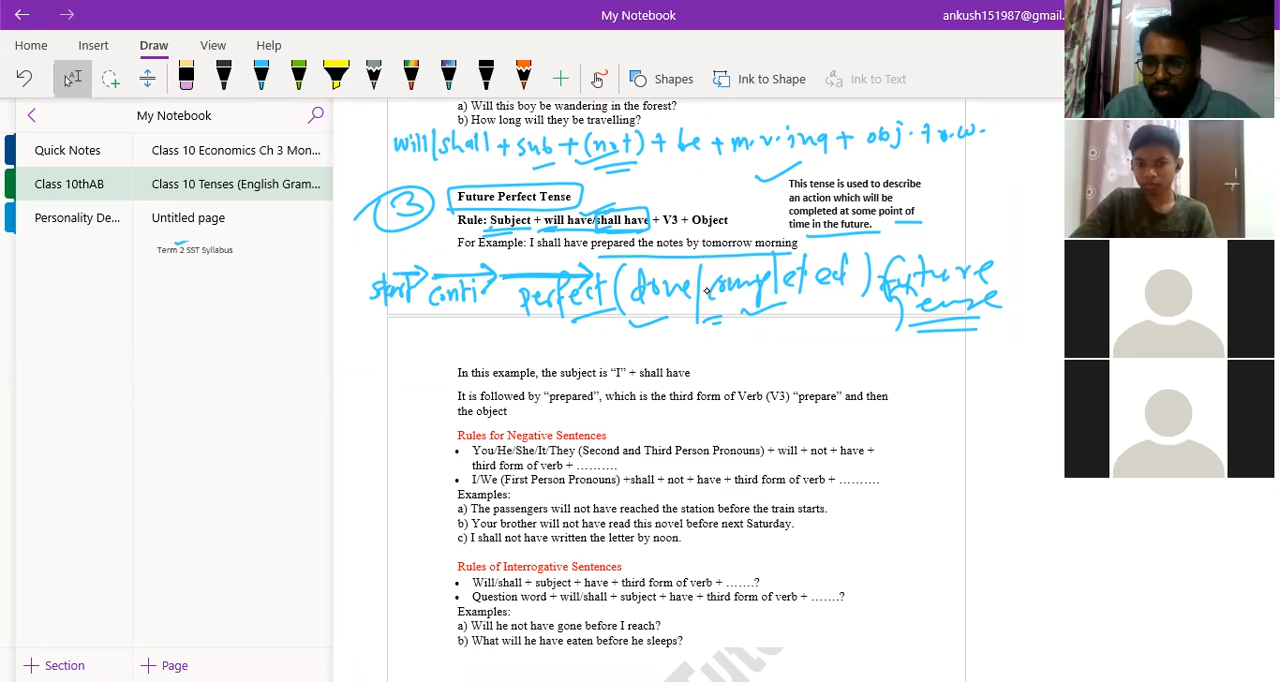 My Notebook
ankush151987@gmail.
Home Insert Draw View Help
Shapes Ink to Shape Ink to Text
My Notebook
Quick Notes
Class 10thAB
Personality De...
Class 10 Economics Ch 3 Mon...
Class 10 Tenses (English Gram...
Untitled page
Term 2 SST Syllabus
Section
Page
a) Will this boy be wandering in the forest?
b) How long will they be travelling?
will/shall + sub + (not) + be + m.v.ing + obj. + r.w.
3
Future Perfect Tense
Rule: Subject + will have/shall have + V3 + Object
For Example: I shall have prepared the notes by tomorrow morning
This tense is used to describe
an action which will be
completed at some point of
time in the future.
start conti perfect (done/completed) future
tense
In this example, the subject is “I” + shall have
It is followed by “prepared”, which is the third form of Verb (V3) “prepare” and then
the object
Rules for Negative Sentences
• You/He/She/It/They (Second and Third Person Pronouns) + will + not + have +
third form of verb + ……….
• I/We (First Person Pronouns) +shall + not + have + third form of verb + ……….
Examples:
a) The passengers will not have reached the station before the train starts.
b) Your brother will not have read this novel before next Saturday.
c) I shall not have written the letter by noon.
Rules of Interrogative Sentences
• Will/shall + subject + have + third form of verb + …….?
• Question word + will/shall + subject + have + third form of verb + …….?
Examples:
a) Will he not have gone before I reach?
b) What will he have eaten before he sleeps?